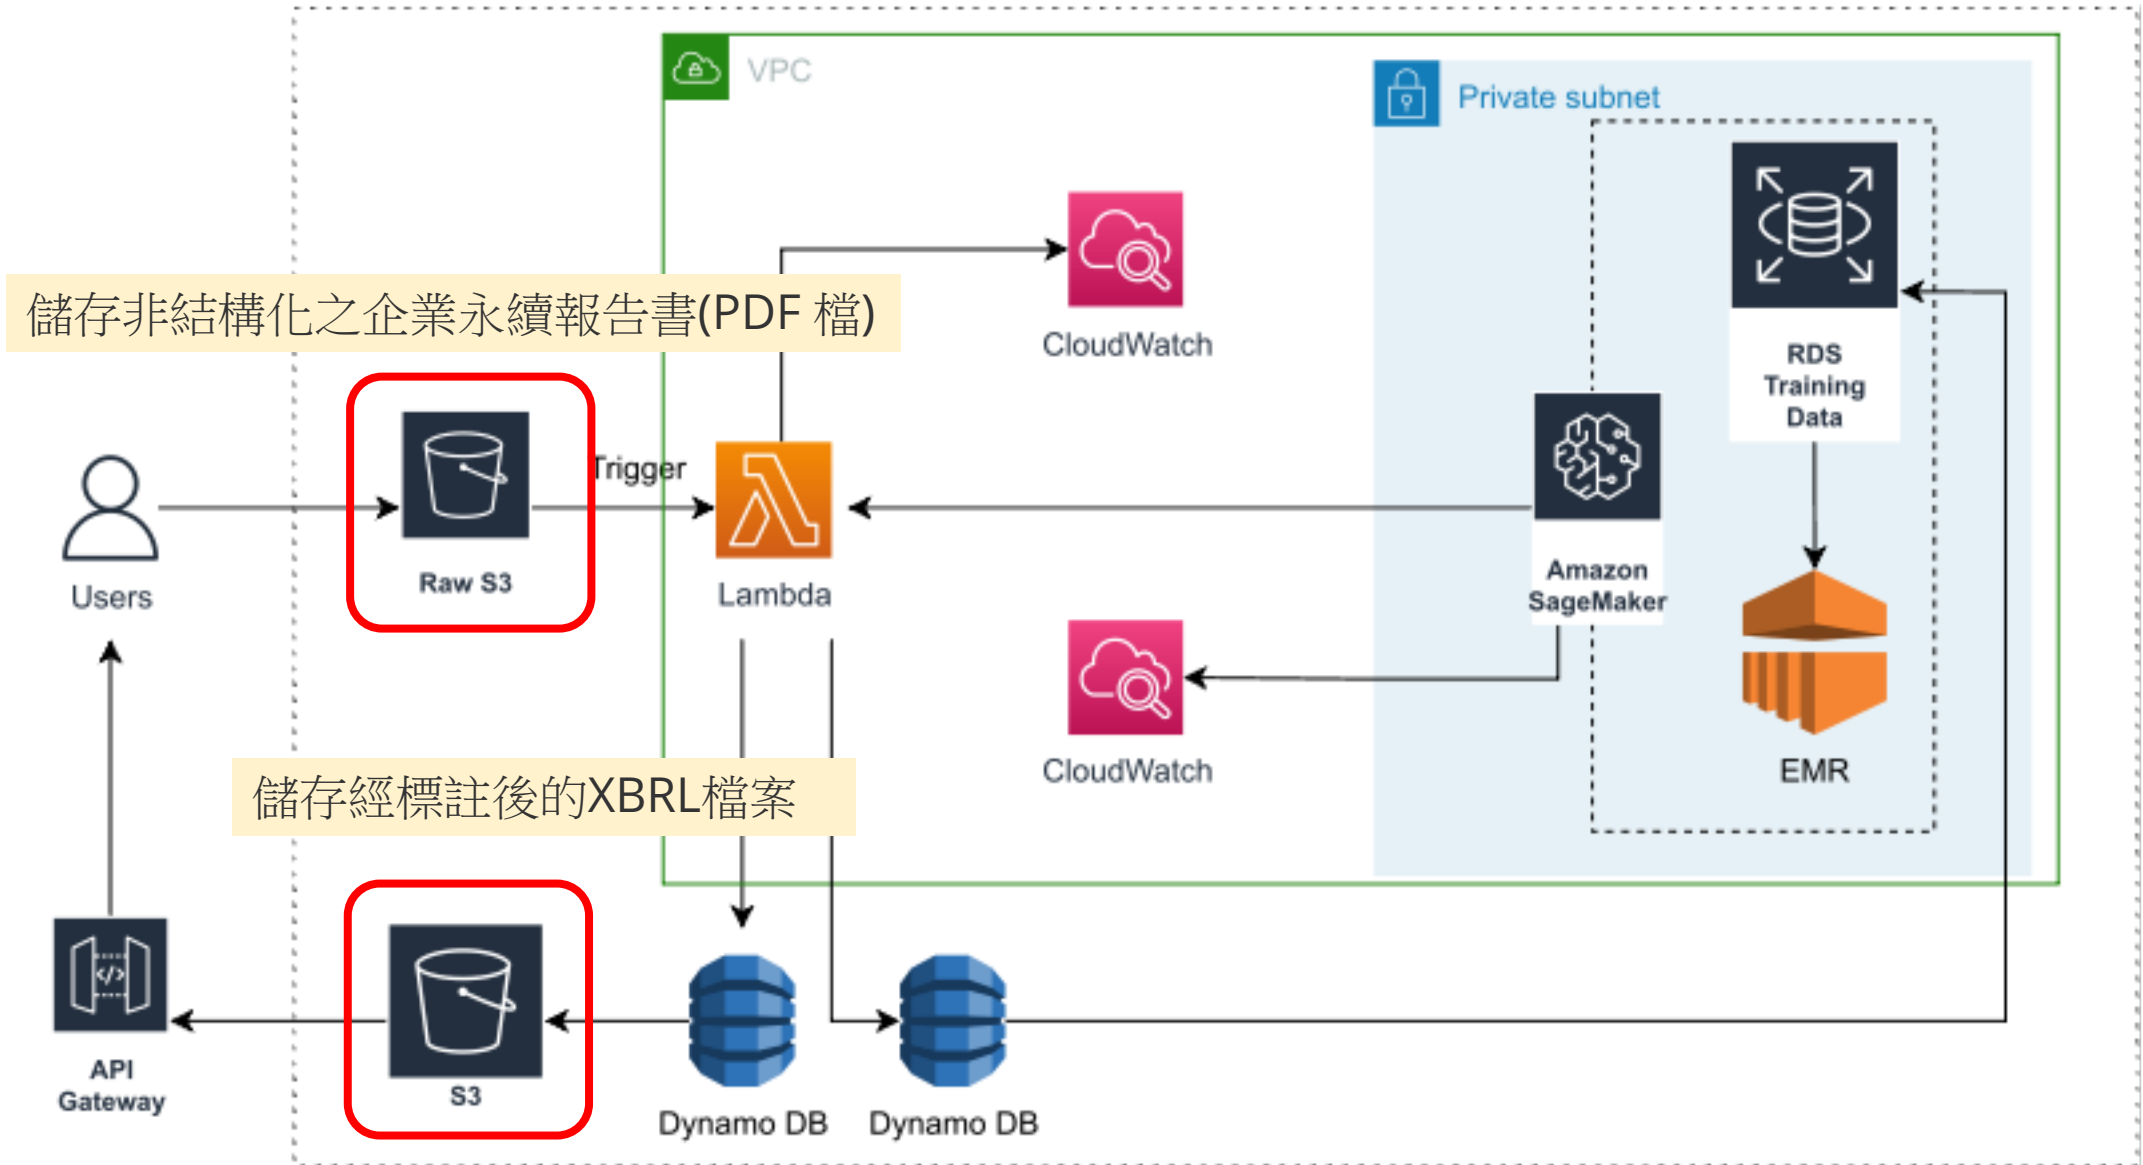 VPC
Private subnet
儲存非結構化之企業永續報告書(PDF 檔)
CloudWatch
RDS
Training
Data
Trigger
Raw S3
Users
Lambda
Amazon
SageMaker
CloudWatch
EMR
儲存經標註後的XBRL檔案
API
Gateway
S3
Dynamo DB
Dynamo DB